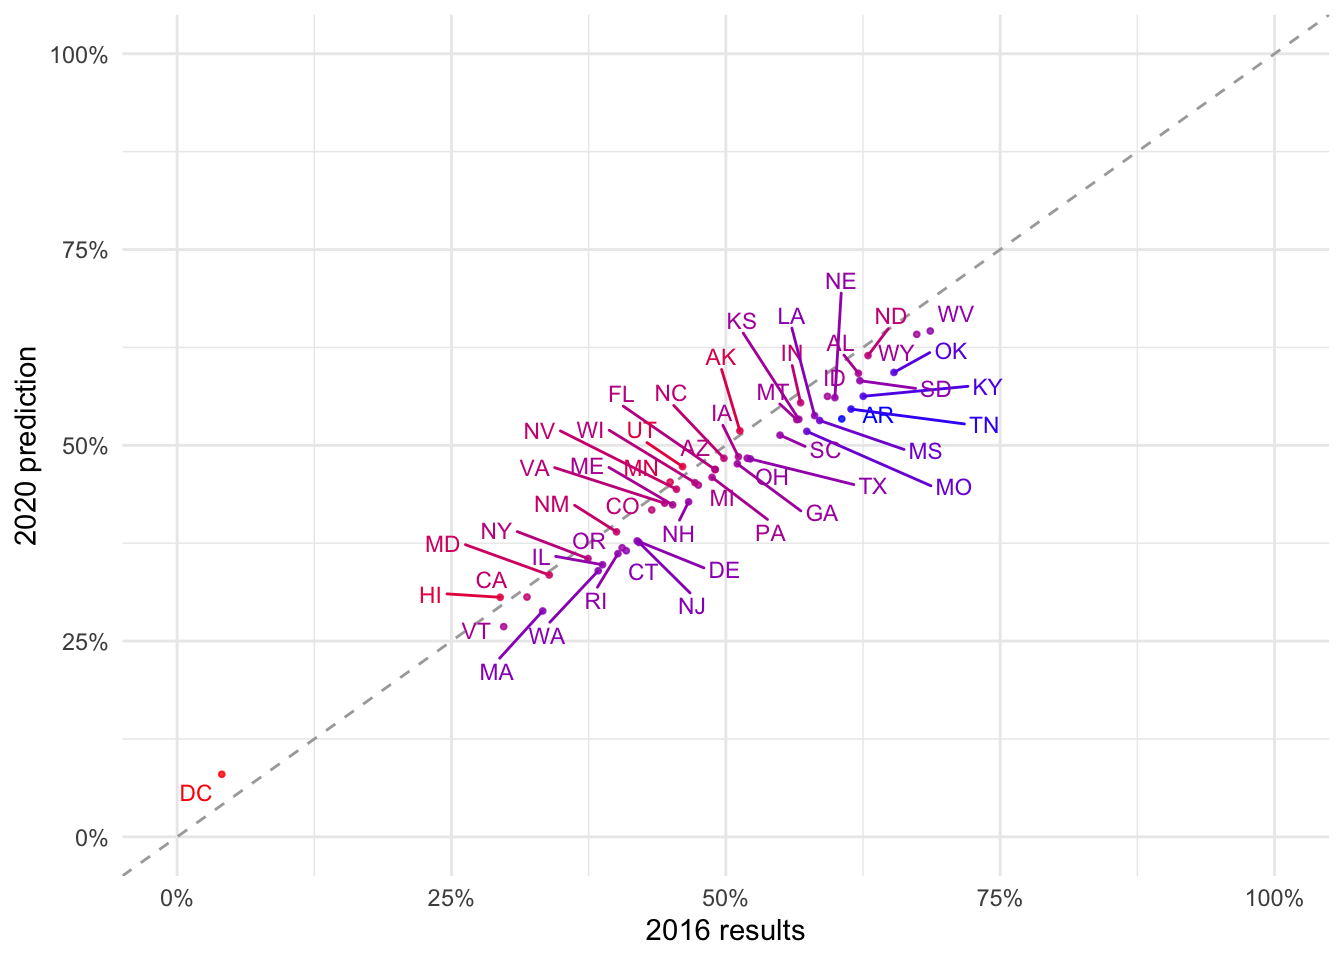 100%
75%
50%
25%
0%
2020 prediction
NE
WV
KS
LA
ND
AL
WY
OK
AK
IN
ID
SD
KY
FL
NC
MT
AR
TN
IA
NV
WI
UT
AZ
SC
MS
VA
ME
MN
OH
TX
MO
NM
CO
MI
GA
NY
OR
NH
PA
MD
IL
CT
DE
HI
CA
RI
NJ
VT
WA
MA
DC
0%
25%
50%
75%
100%
2016 results